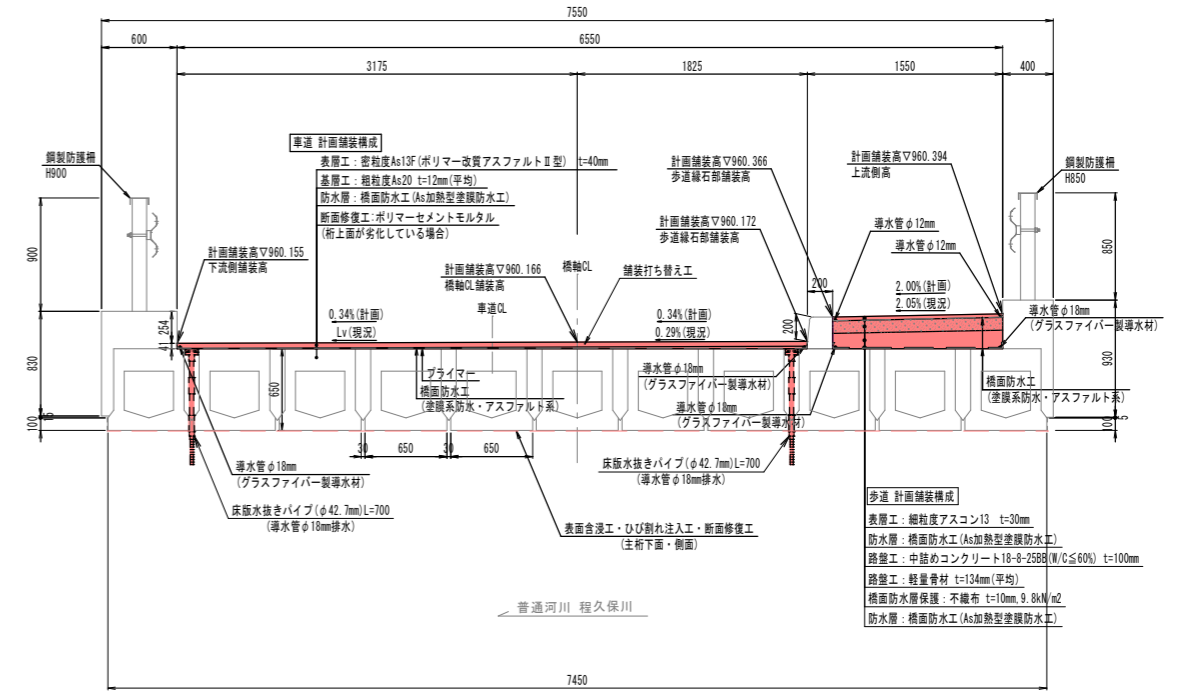 7550
600
6550
3175
1825
1550
400
車道 計画舗装構成
表層工：密粒度As13F(ポリマー改質アスファルトⅡ型) t=40mm
基層工：粗粒度As20 t=12mm(平均)
防水層：橋面防水工(As加熱型塗膜防水工)
断面修復工：ポリマーセメントモルタル
(桁上面が劣化している場合)
鋼製防護柵
H900
計画舗装高▽960.366
歩道縁石部舗装高
計画舗装高▽960.394
上流側高
鋼製防護柵
H850
計画舗装高▽960.172
歩道縁石部舗装高
導水管φ12mm
導水管φ12mm
900
850
計画舗装高▽960.155
下流側舗装高
計画舗装高▽960.166
橋軸CL舗装高
橋軸CL
舗装打ち替え工
車道CL
200
2.00%(計画)
2.05%(現況)
導水管φ18mm
(グラスファイバー製導水材)
0.34%(計画)
Lv(現況)
0.34%(計画)
0.29%(現況)
254
4
200
830
930
650
プライマー
橋面防水工
(塗膜系防水・アスファルト系)
導水管φ18mm
(グラスファイバー製導水材)
導水管φ18mm
(グラスファイバー製導水材)
橋面防水工
(塗膜系防水・アスファルト系)
100
100
5
30
650
30
650
導水管φ18mm
(グラスファイバー製導水材)
床版水抜きパイプ(φ42.7mm)L=700
(導水管φ18mm排水)
床版水抜きパイプ(φ42.7mm)L=700
(導水管φ18mm排水)
表面含浸工・ひび割れ注入工・断面修復工
(主桁下面・側面)
歩道 計画舗装構成
表層工：細粒度アスコン13 t=30mm
防水層：橋面防水工(As加熱型塗膜防水工)
路盤工：中詰めコンクリート18-8-25BB(W/C≦60%) t=100mm
路盤工：軽量骨材 t=134mm(平均)
橋面防水層保護：不織布 t=10mm,9.8kN/m2
防水層：橋面防水工(As加熱型塗膜防水工)
普通河川 程久保川
7450